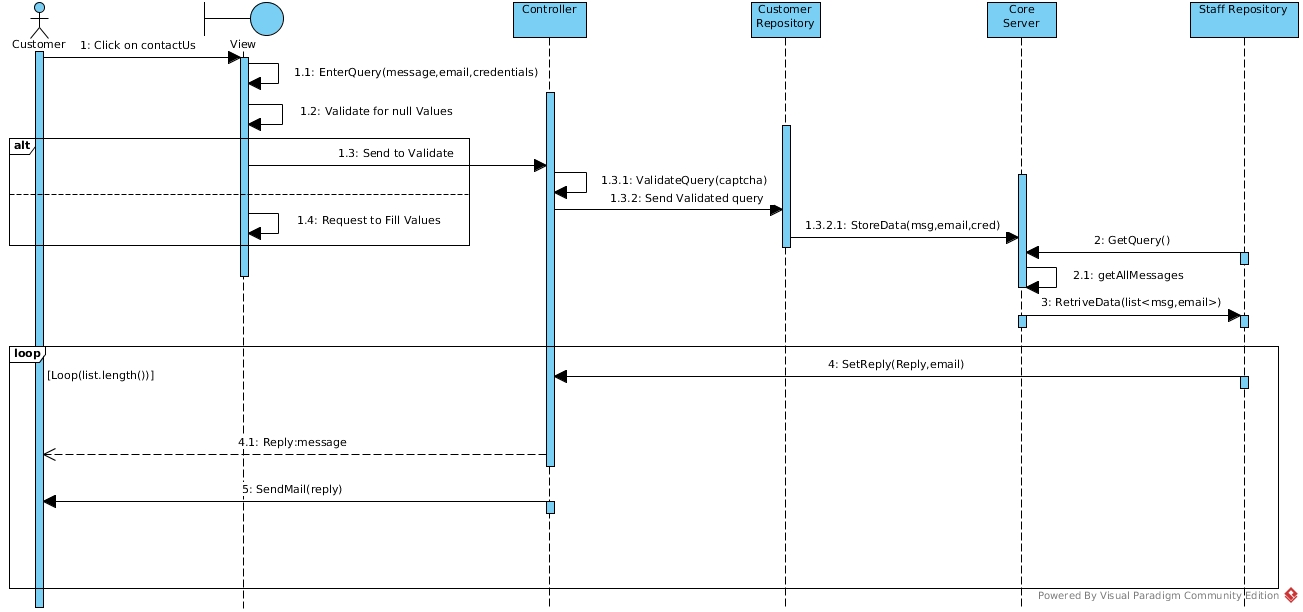 Controller
Customer
Repository
Core
Server
Staff Repository
Customer
View
1: Click on contactUs
1.1: EnterQuery(message,email,credentials)
1.2: Validate for null Values
alt
1.3: Send to Validate
1.3.1: ValidateQuery(captcha)
1.3.2: Send Validated query
1.4: Request to Fill Values
1.3.2.1: StoreData(msg,email,cred)
2: GetQuery()
2.1: getAllMessages
3: RetriveData(list<msg,email>)
loop
[Loop(list.length())]
4: SetReply(Reply,email)
4.1: Reply:message
5: SendMail(reply)
Powered By Visual Paradigm Community Edition